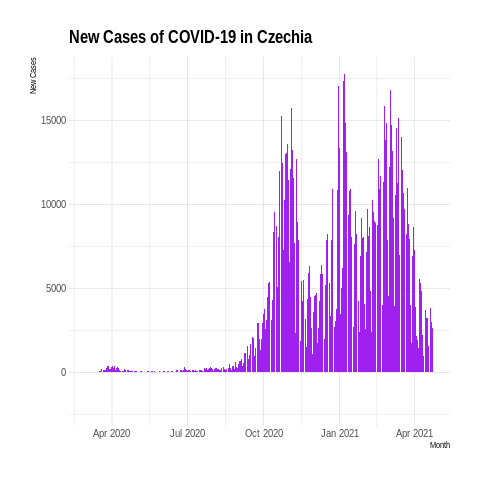 New Cases of COVID-19 in Czechia
New Cases
15000
10000
5000
0
Apr 2020
Jul 2020
Oct 2020
Jan 2021
Apr 2021
Month